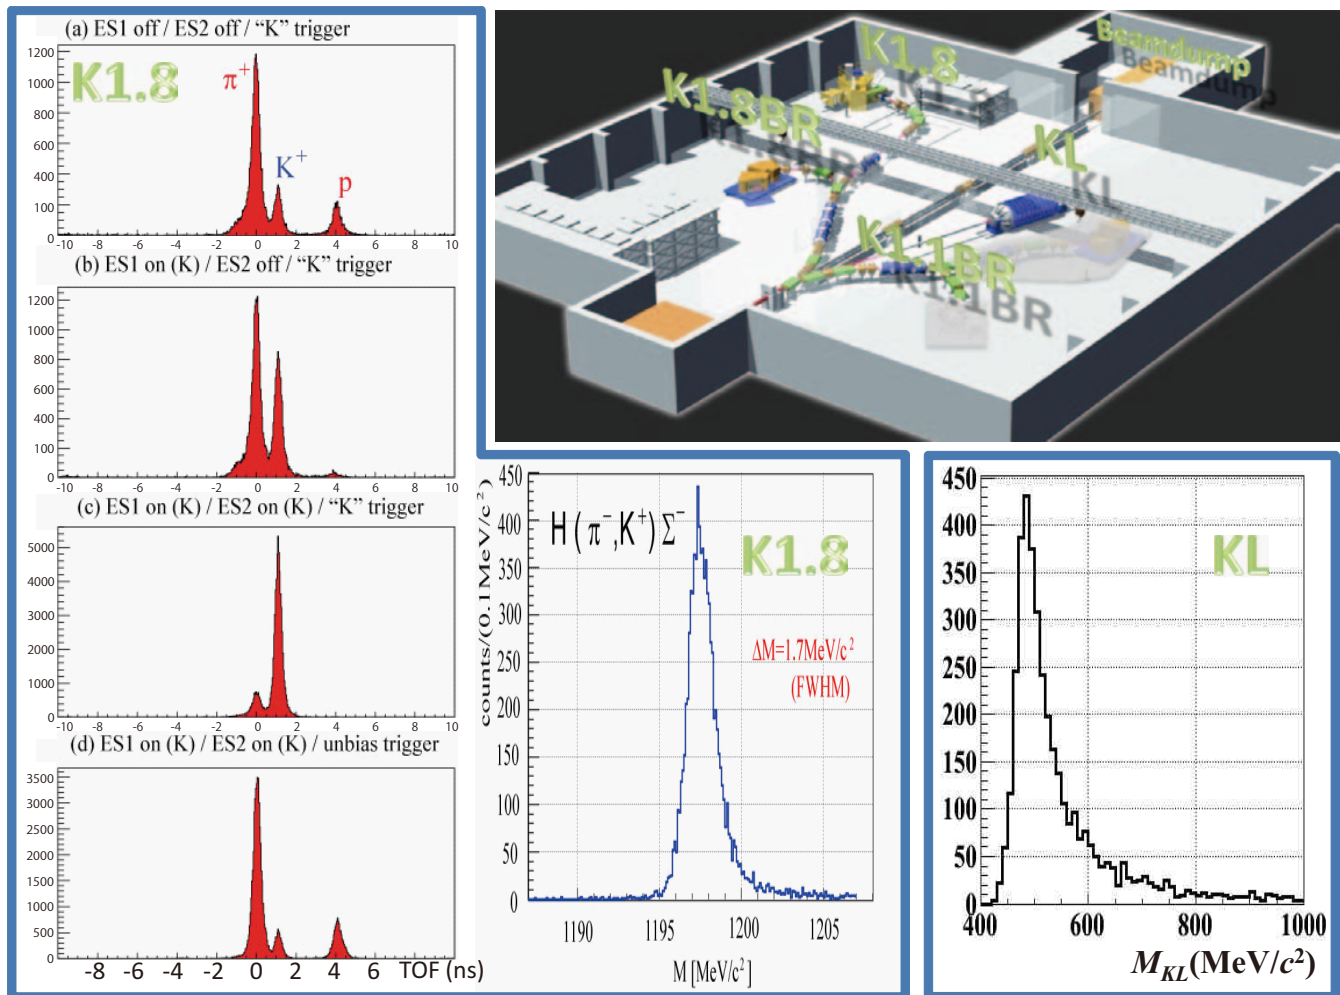 (a) ES1 off / ES2 off / “K” trigger
1200
1000
800
600
400
100
0
K1.8
π⁺
K⁺
p
-10 -8 -6 -4 -2 0 2 4 6 8 10
(b) ES1 on (K) / ES2 off / “K” trigger
1200
1000
800
600
400
100
0
-10 -8 -6 -4 -2 0 2 4 6 8 10
(c) ES1 on (K) / ES2 on (K) / “K” trigger
5000
4000
3000
2000
1000
0
-10 -8 -6 -4 -2 0 2 4 6 8 10
(d) ES1 on (K) / ES2 on (K) / unbias trigger
3500
3000
2500
2000
1500
1000
500
0
-8 -6 -4 -2 0 2 4 6 TOF (ns)
K1.8
K1.8BR
Beamdump
Beamdump
KL
KL
K1.1BR
K1.1BR
450
400
350
300
250
200
150
100
50
0
counts/(0.1MeV/c²)
H(π⁻,K⁺)Σ⁻
K1.8
ΔM=1.7MeV/c²
(FWHM)
1190 1195 1200 1205
M [MeV/c²]
450
400
350
300
250
200
150
100
50
0
KL
400 600 800 1000
M_KL(MeV/c²)